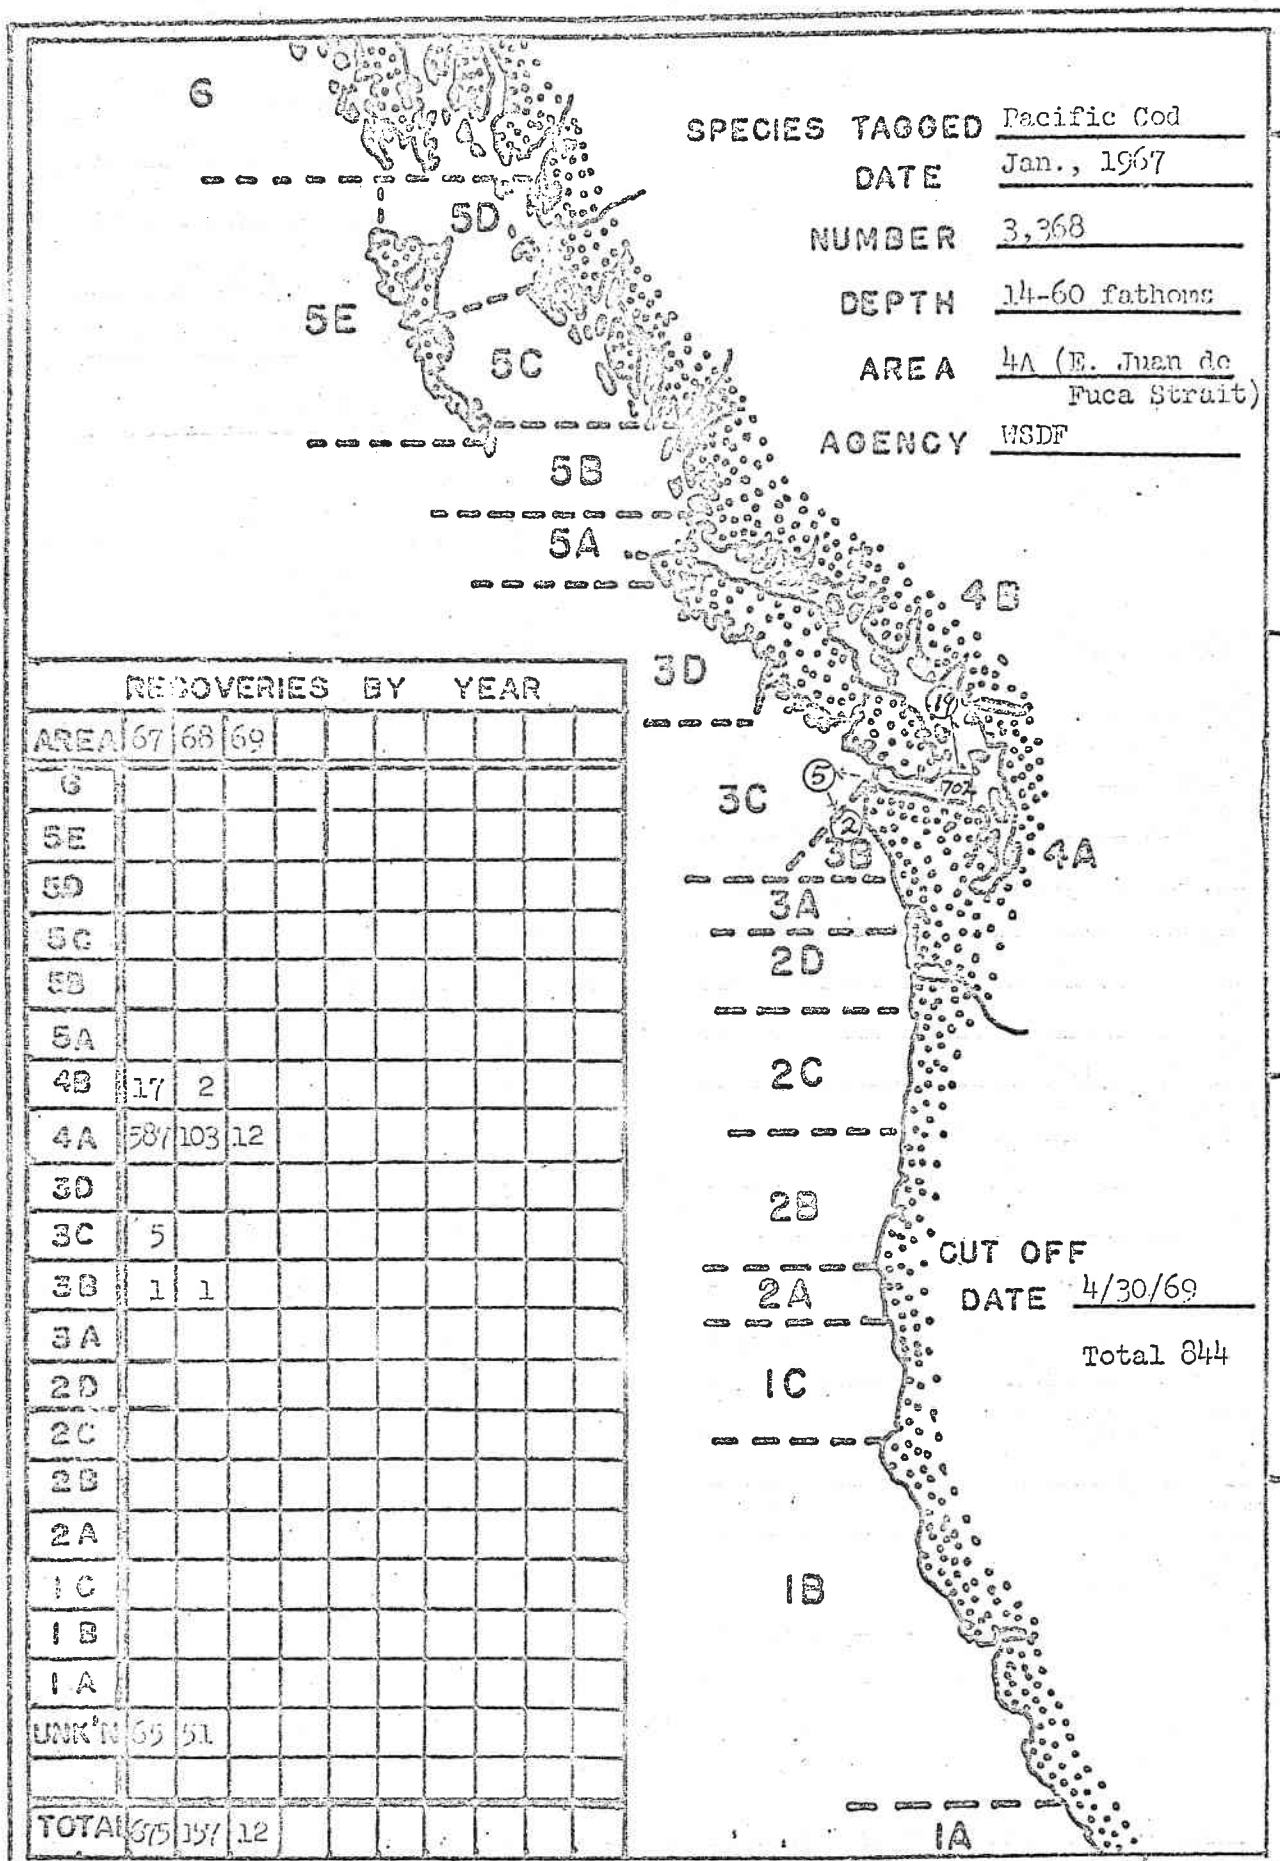 6
SPECIES TAGGED Pacific Cod
DATE Jan., 1967
NUMBER 3,368
DEPTH 14-60 fathoms
AREA 4A (E. Juan de
Fuca Strait)
AGENCY WSDF
5D
5E
5C
5B
5A
4B
3D
19
702
3C
5
2
3B
4A
3A
2D
2C
2B
2A
1C
1B
1A
CUT OFF
DATE 4/30/69
Total 844
RECOVERIES BY YEAR
AREA 67 68 69
6
5E
5D
5C
5B
5A
4B 17 2
4A 587 103 12
3D
3C 5
3B 1 1
3A
2D
2C
2B
2A
1C
1B
1A
UNK'N 65 51
TOTAL 675 157 12